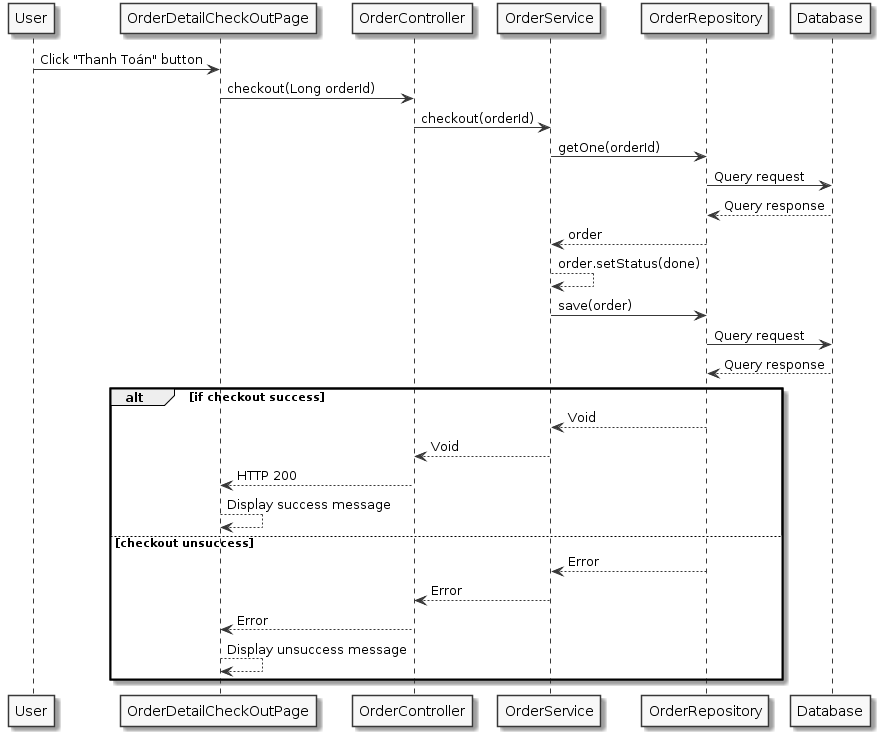 User OrderDetailCheckOutPage OrderController OrderService OrderRepository Database
Click "Thanh Toán" button
checkout(Long orderId)
checkout(orderId)
getOne(orderId)
Query request
Query response
order
order.setStatus(done)
save(order)
Query request
Query response
alt [if checkout success]
Void
Void
HTTP 200
Display success message
[checkout unsuccess]
Error
Error
Error
Display unsuccess message
User OrderDetailCheckOutPage OrderController OrderService OrderRepository Database